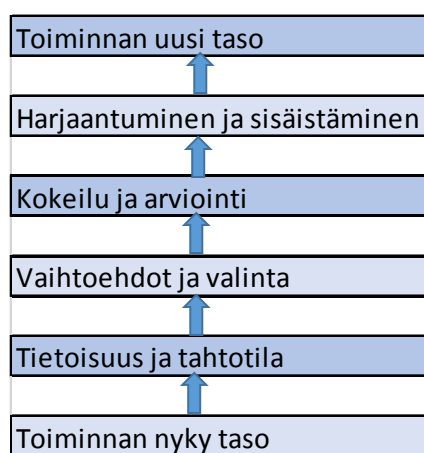 Toiminnan uusi taso
Harjaantuminen ja sisäistäminen
Kokeilu ja arviointi
Vaihtoehdot ja valinta
Tietoisuus ja tahtotila
Toiminnan nyky taso